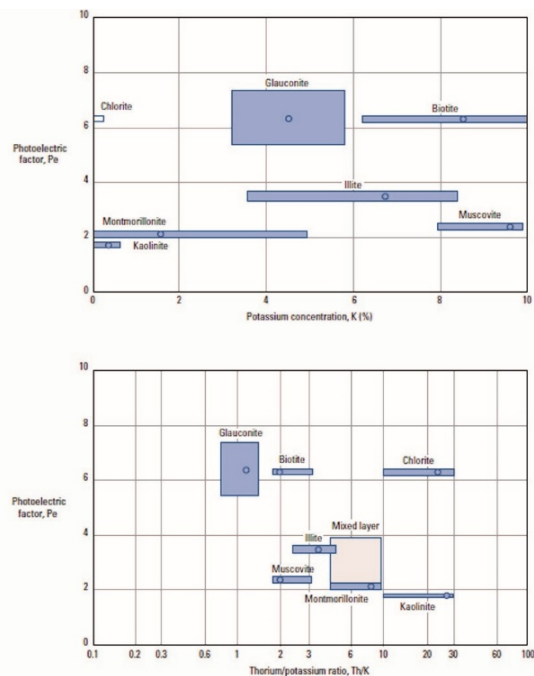 10
Glauconite
8
Chlorite
Biotite
6
Photoelectric
factor, Pe
4
Illite
Montmorillonite
Muscovite
2
Kaolinite
0
0 2 4 6 8 10
Potassium concentration, K (%)
10
8
Glauconite
Biotite
Chlorite
6
Photoelectric
factor, Pe
4
Mixed layer
Illite
Muscovite
2
Montmorillonite
Kaolinite
0
0.1 0.2 0.3 0.6 1 2 3 6 10 20 30 60 100
Thorium/potassium ratio, Th/K